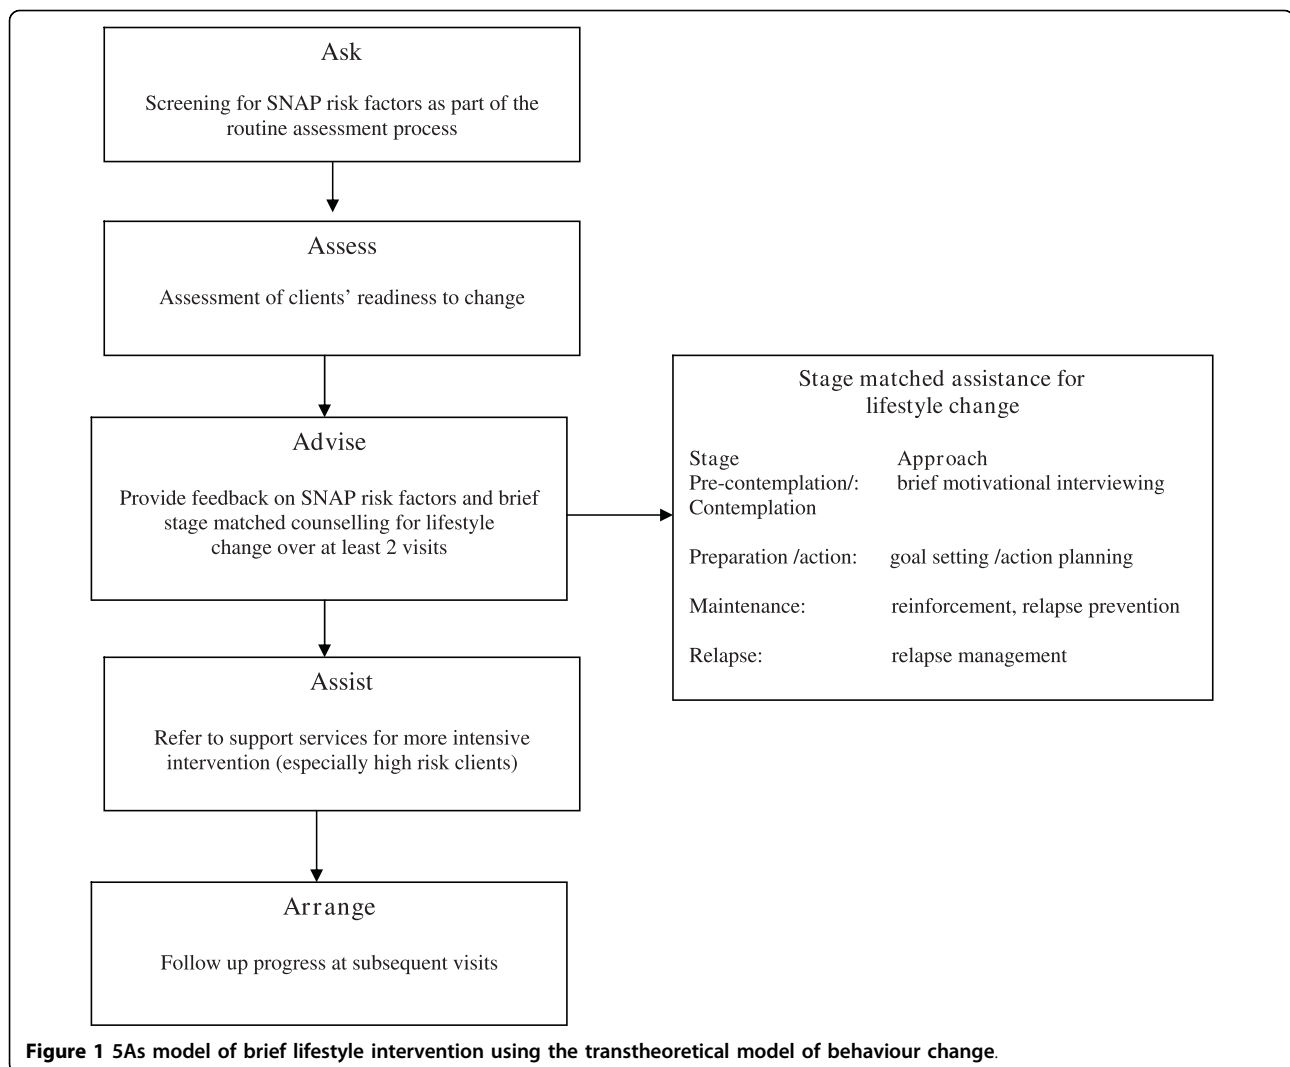 Ask
Screening for SNAP risk factors as part of the
routine assessment process
Assess
Assessment of clients’ readiness to change
Advise
Provide feedback on SNAP risk factors and brief
stage matched counselling for lifestyle
change over at least 2 visits
Stage matched assistance for
lifestyle change
Stage Approach
Pre-contemplation/: brief motivational interviewing
Contemplation
Preparation /action: goal setting /action planning
Maintenance: reinforcement, relapse prevention
Relapse: relapse management
Assist
Refer to support services for more intensive
intervention (especially high risk clients)
Arrange
Follow up progress at subsequent visits
Figure 1 5As model of brief lifestyle intervention using the transtheoretical model of behaviour change.